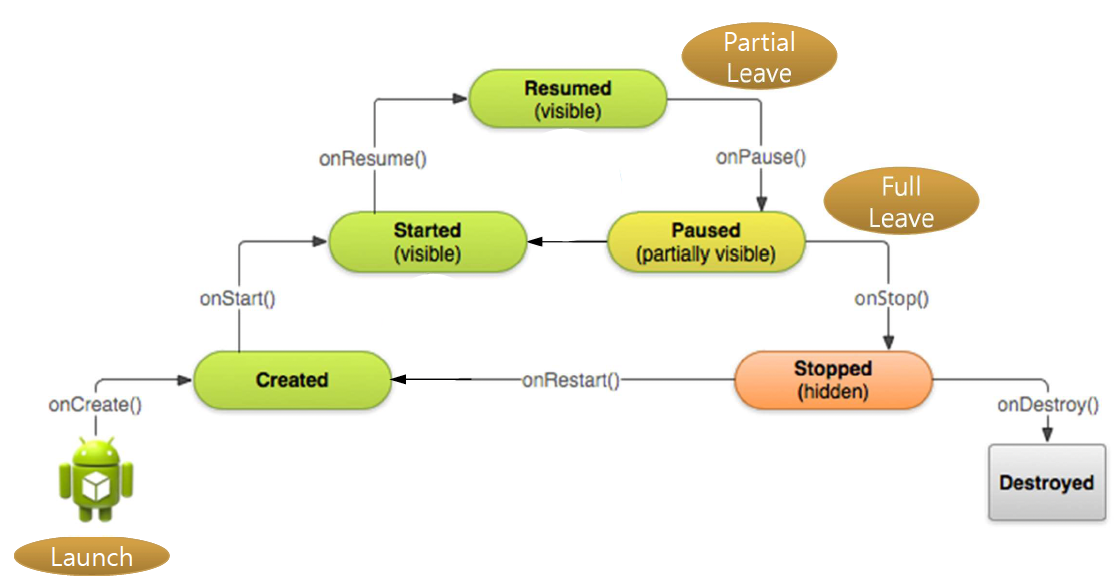 Partial
Leave
Resumed
(visible)
onResume()
onPause()
Full
Leave
Started
(visible)
Paused
(partially visible)
onStart()
onStop()
Created
onRestart()
Stopped
(hidden)
onCreate()
onDestroy()
Destroyed
Launch